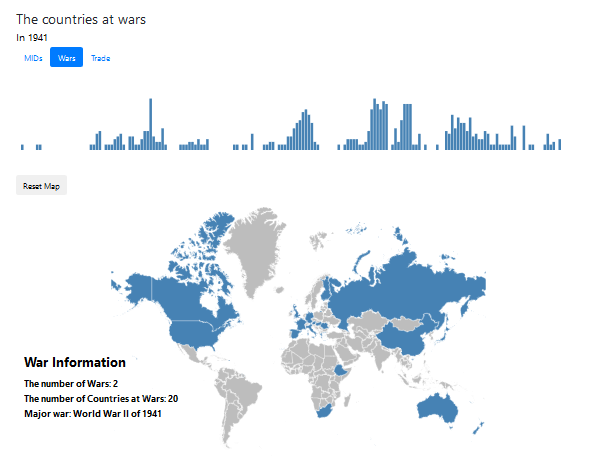 The countries at wars
In 1941
MIDs Wars Trade
Reset Map
War Information
The number of Wars: 2
The number of Countries at Wars: 20
Major war: World War II of 1941